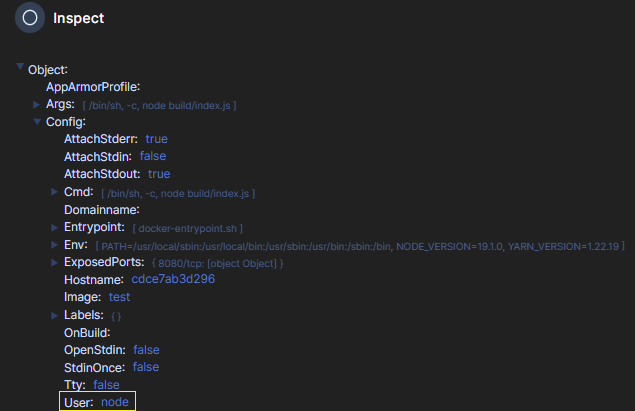 Inspect
Object:
AppArmorProfile:
Args: [ /bin/sh, -c, node build/index.js ]
Config:
AttachStderr: true
AttachStdin: false
AttachStdout: true
Cmd: [ /bin/sh, -c, node build/index.js ]
Domainname:
Entrypoint: [ docker-entrypoint.sh ]
Env: [ PATH=/usr/local/sbin:/usr/local/bin:/usr/sbin:/usr/bin:/sbin:/bin, NODE_VERSION=19.1.0, YARN_VERSION=1.22.19 ]
ExposedPorts: { 8080/tcp: [object Object] }
Hostname: cdce7ab3d296
Image: test
Labels: { }
OnBuild:
OpenStdin: false
StdinOnce: false
Tty: false
User: node